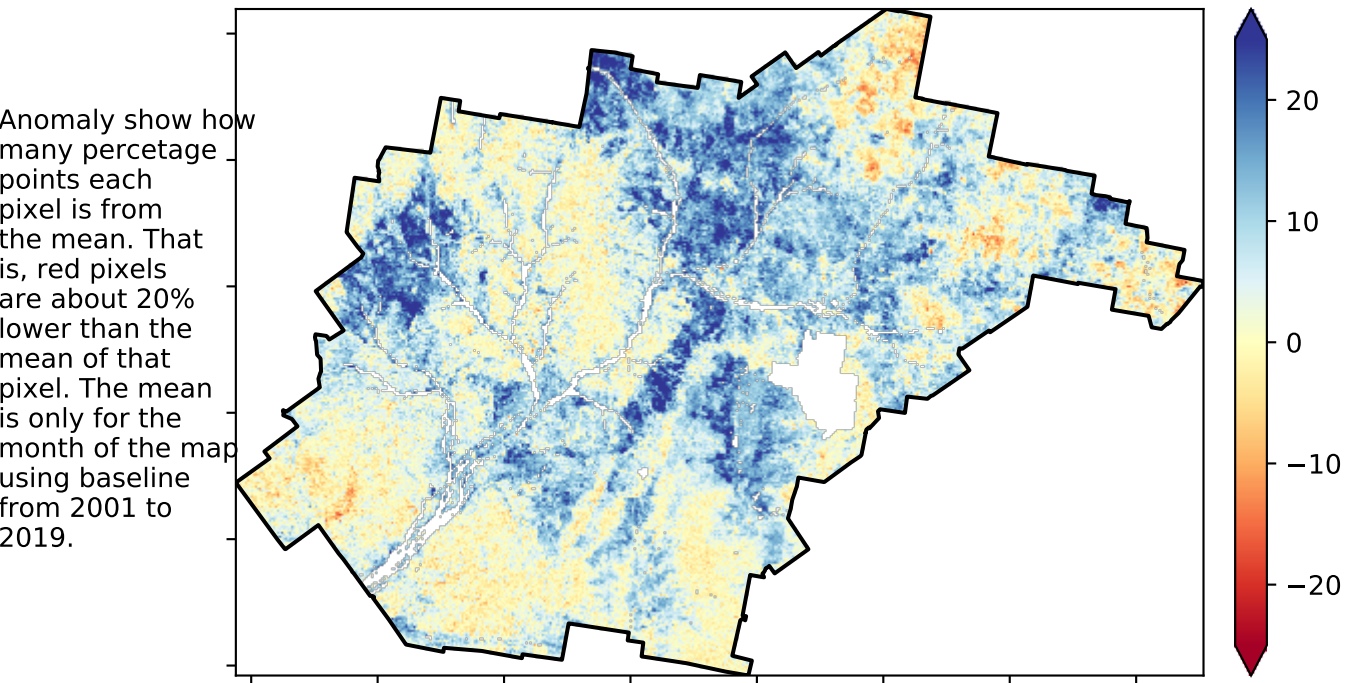 Anomaly show how
many percetage
points each
pixel is from
the mean. That
is, red pixels
are about 20%
lower than the
mean of that
pixel. The mean
is only for the
month of the map
using baseline
from 2001 to
2019.
20
10
0
−10
−20